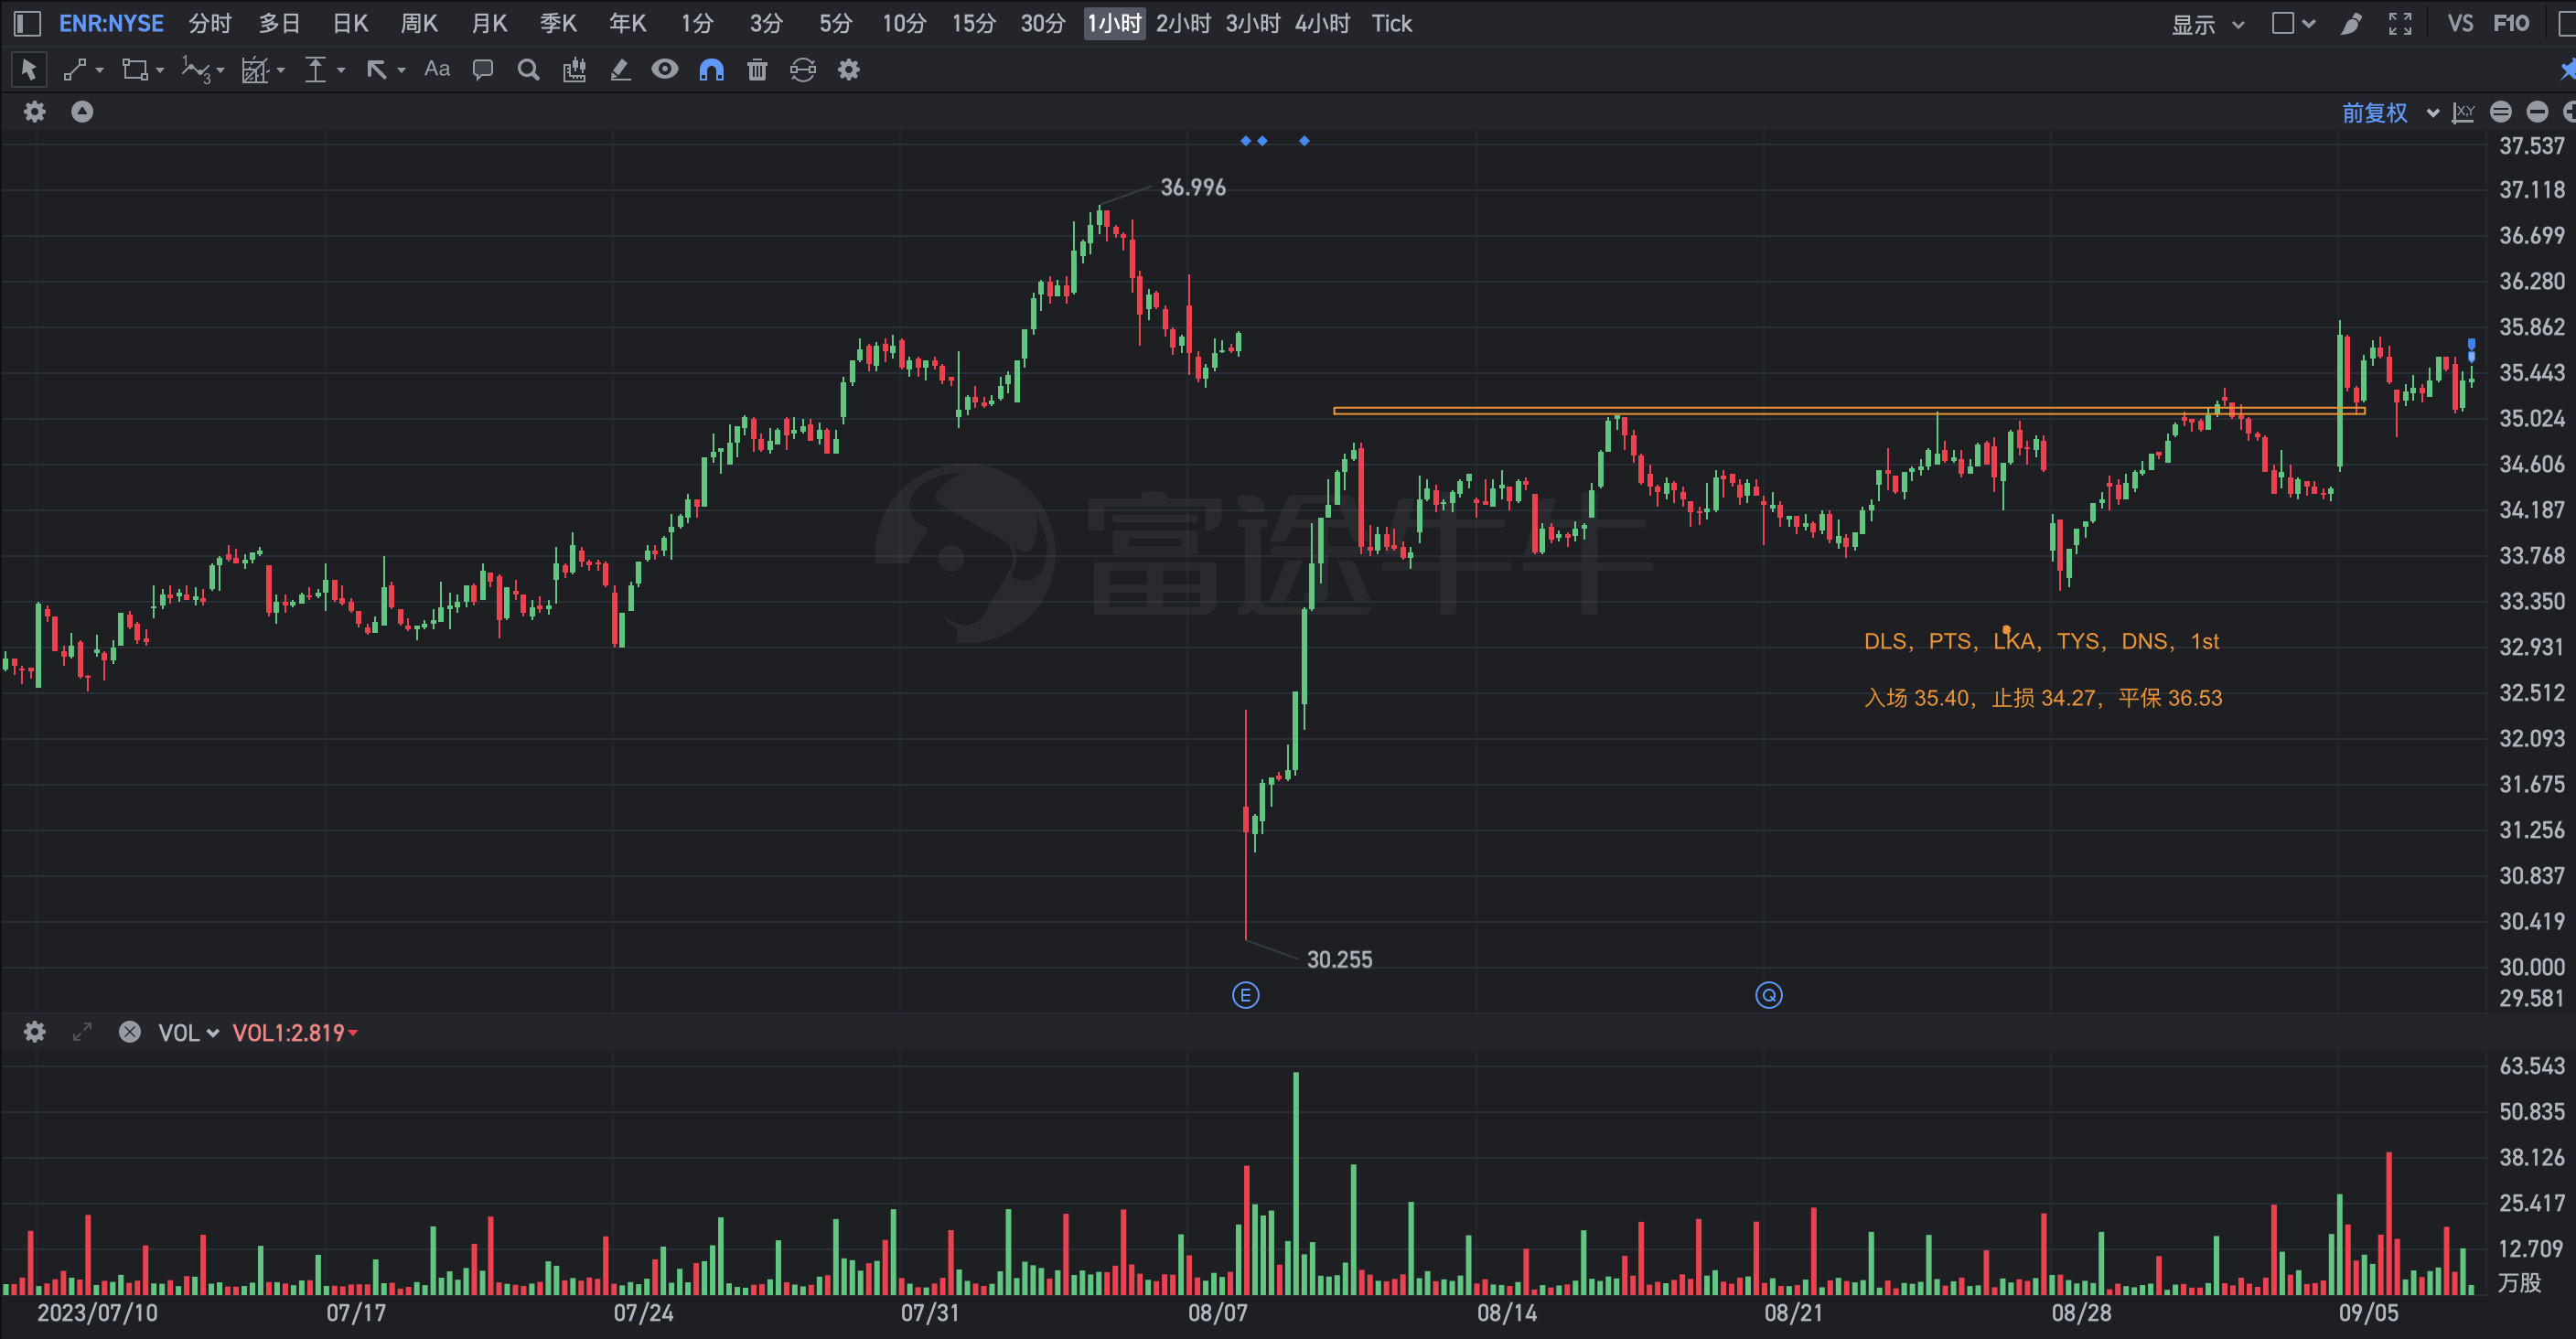 ENR:NYSE 分时 多日 日K 周K 月K 季K 年K 1分 3分 5分 10分 15分 30分 1小时 2小时 3小时 4小时 Tick 显示 VS F10
Aa
前复权 X,Y
37.537
37.118
36.996
36.699
36.280
35.862
35.443
35.024
34.606
34.187
富途牛牛
33.768
33.350
32.931
DLS，PTS，LKA，TYS，DNS，1st
32.512
入场 35.40，止损 34.27，平保 36.53
32.093
31.675
31.256
30.837
30.419
30.255
30.000
E Q
29.581
VOL VOL1:2.819
63.543
50.835
38.126
25.417
12.709
万股
2023/07/10 07/17 07/24 07/31 08/07 08/14 08/21 08/28 09/05